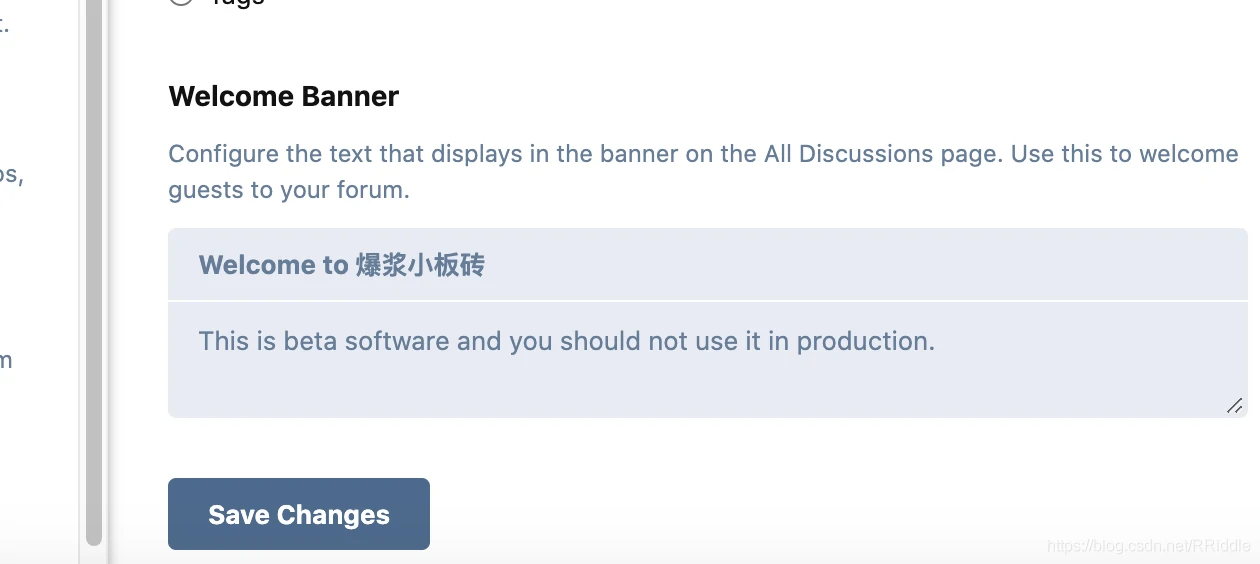 t.
Tags
Welcome Banner
Configure the text that displays in the banner on the All Discussions page. Use this to welcome
guests to your forum.
os,
Welcome to 爆浆小板砖
This is beta software and you should not use it in production.
m
Save Changes
https://blog.csdn.net/RRiddle